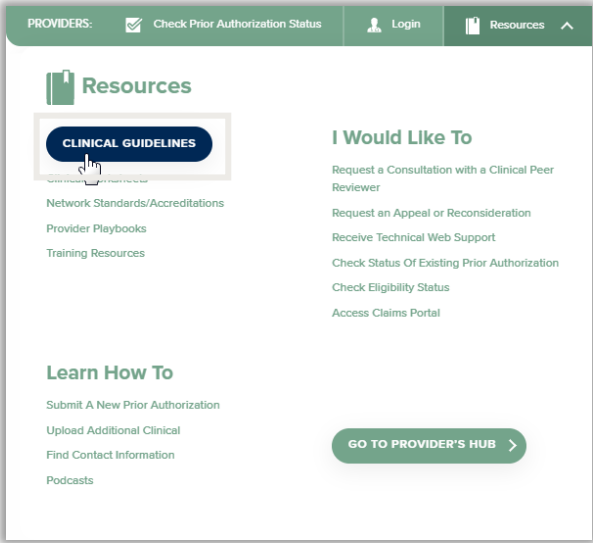 PROVIDERS: Check Prior Authorization Status Login Resources
Resources
CLINICAL GUIDELINES
Clinical Worksheets
Network Standards/Accreditations
Provider Playbooks
Training Resources
I Would Like To
Request a Consultation with a Clinical Peer
Reviewer
Request an Appeal or Reconsideration
Receive Technical Web Support
Check Status Of Existing Prior Authorization
Check Eligibility Status
Access Claims Portal
Learn How To
Submit A New Prior Authorization
Upload Additional Clinical
Find Contact Information
Podcasts
GO TO PROVIDER'S HUB